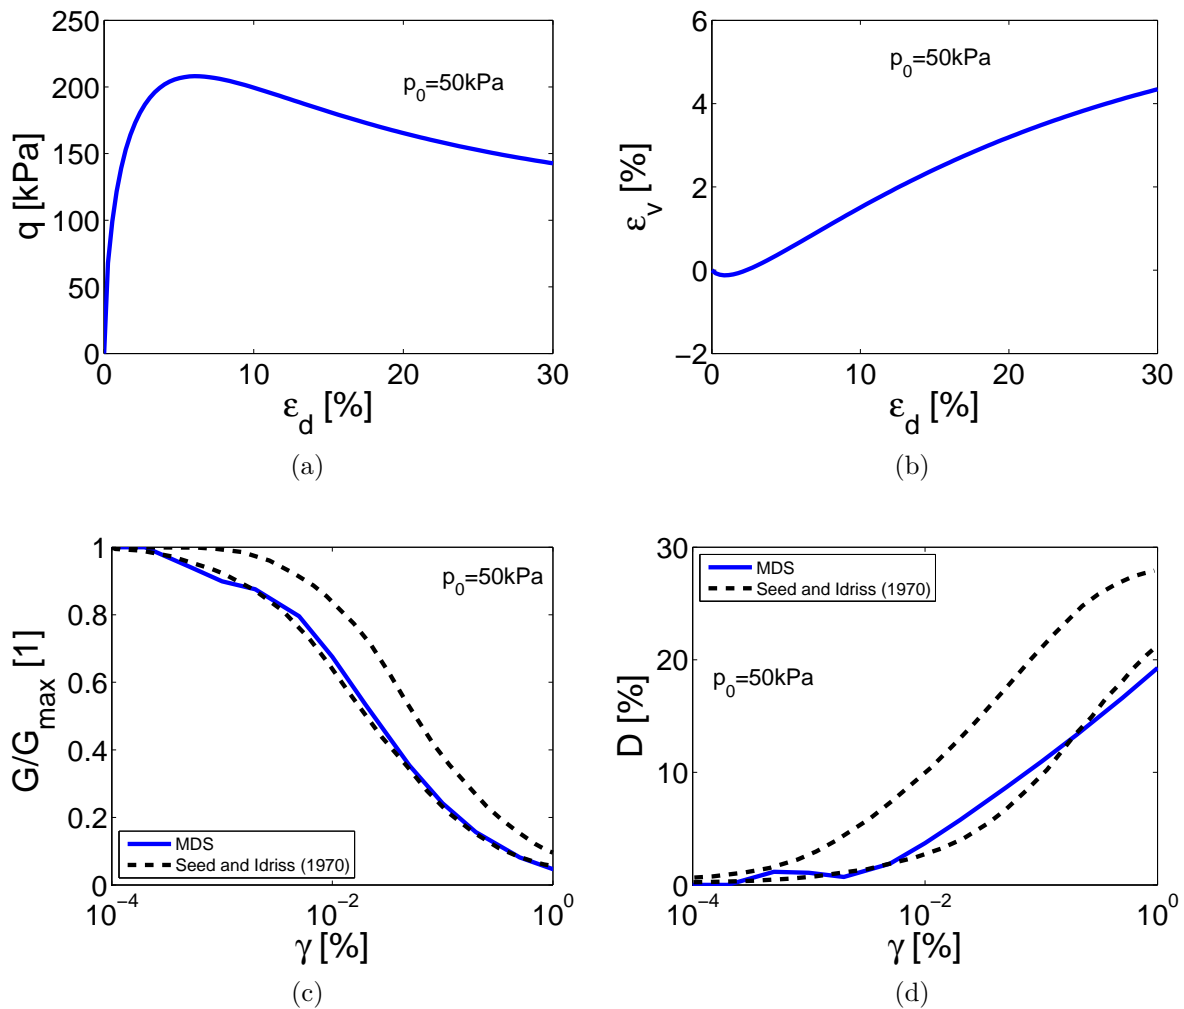 250
200
150
100
50
0
q [kPa]
p0=50kPa
0 10 20 30
εd [%]
(a)
6
4
2
0
−2
εv [%]
p0=50kPa
0 10 20 30
εd [%]
(b)
1
0.8
0.6
0.4
0.2
0
G/Gmax [1]
p0=50kPa
MDS
Seed and Idriss (1970)
10−4 10−2 100
γ [%]
(c)
30
20
10
0
D [%]
MDS
Seed and Idriss (1970)
p0=50kPa
10−4 10−2 100
γ [%]
(d)